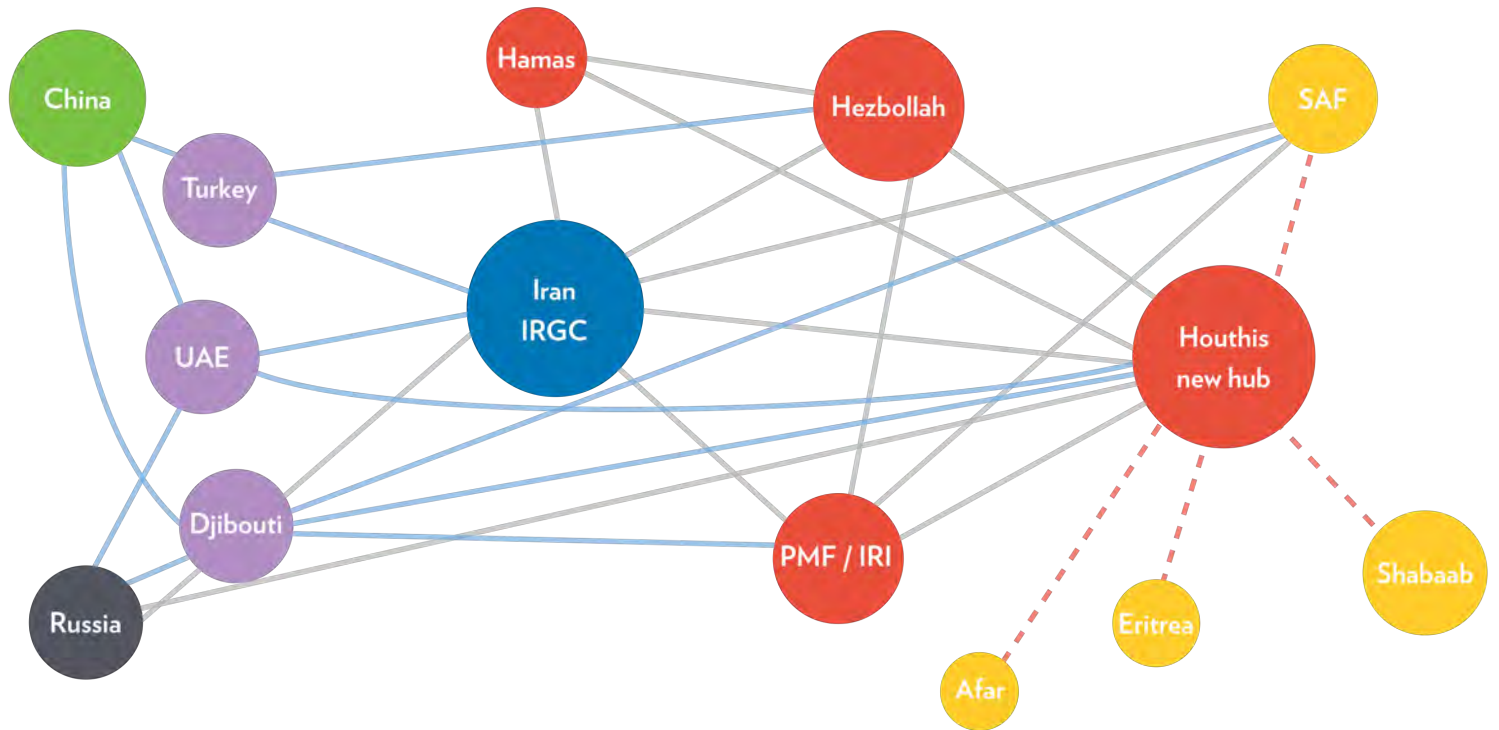 China
Hamas
Hezbollah
SAF
Turkey
Iran
IRGC
UAE
Houthis
new hub
Djibouti
PMF / IRI
Shabaab
Russia
Eritrea
Afar